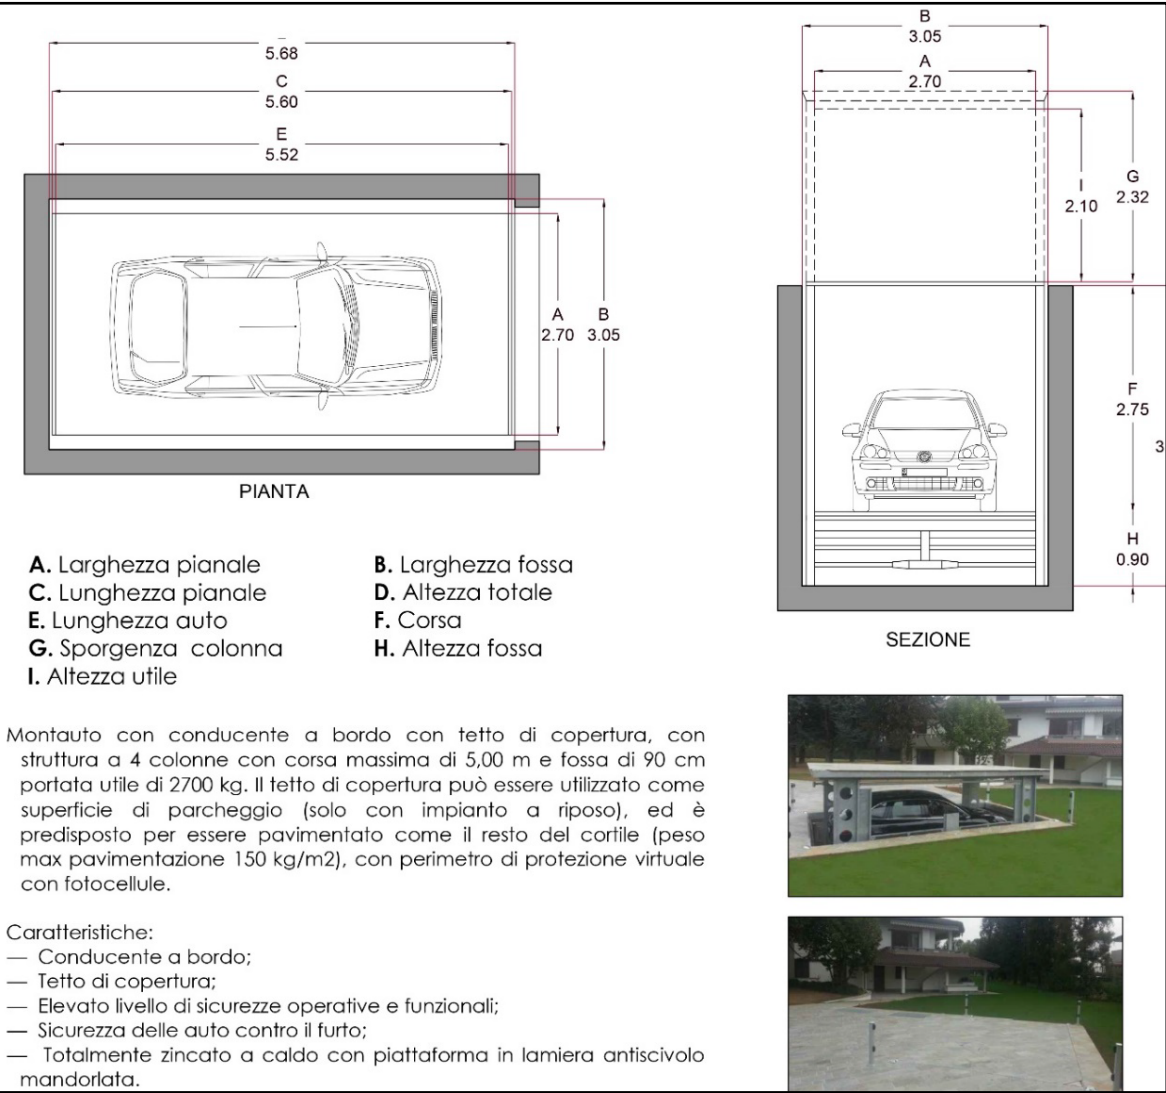 5.68
C
5.60
E
5.52
A
2.70
B
3.05
PIANTA
B
3.05
A
2.70
G
2.32
I
2.10
F
2.75
3
H
0.90
SEZIONE
A. Larghezza pianale
B. Larghezza fossa
C. Lunghezza pianale
D. Altezza totale
E. Lunghezza auto
F. Corsa
G. Sporgenza colonna
H. Altezza fossa
I. Altezza utile
Montauto con conducente a bordo con tetto di copertura, con
struttura a 4 colonne con corsa massima di 5,00 m e fossa di 90 cm
portata utile di 2700 kg. Il tetto di copertura può essere utilizzato come
superficie di parcheggio (solo con impianto a riposo), ed è
predisposto per essere pavimentato come il resto del cortile (peso
max pavimentazione 150 kg/m2), con perimetro di protezione virtuale
con fotocellule.
Caratteristiche:
— Conducente a bordo;
— Tetto di copertura;
— Elevato livello di sicurezze operative e funzionali;
— Sicurezza delle auto contro il furto;
— Totalmente zincato a caldo con piattaforma in lamiera antiscivolo
mandorlata.